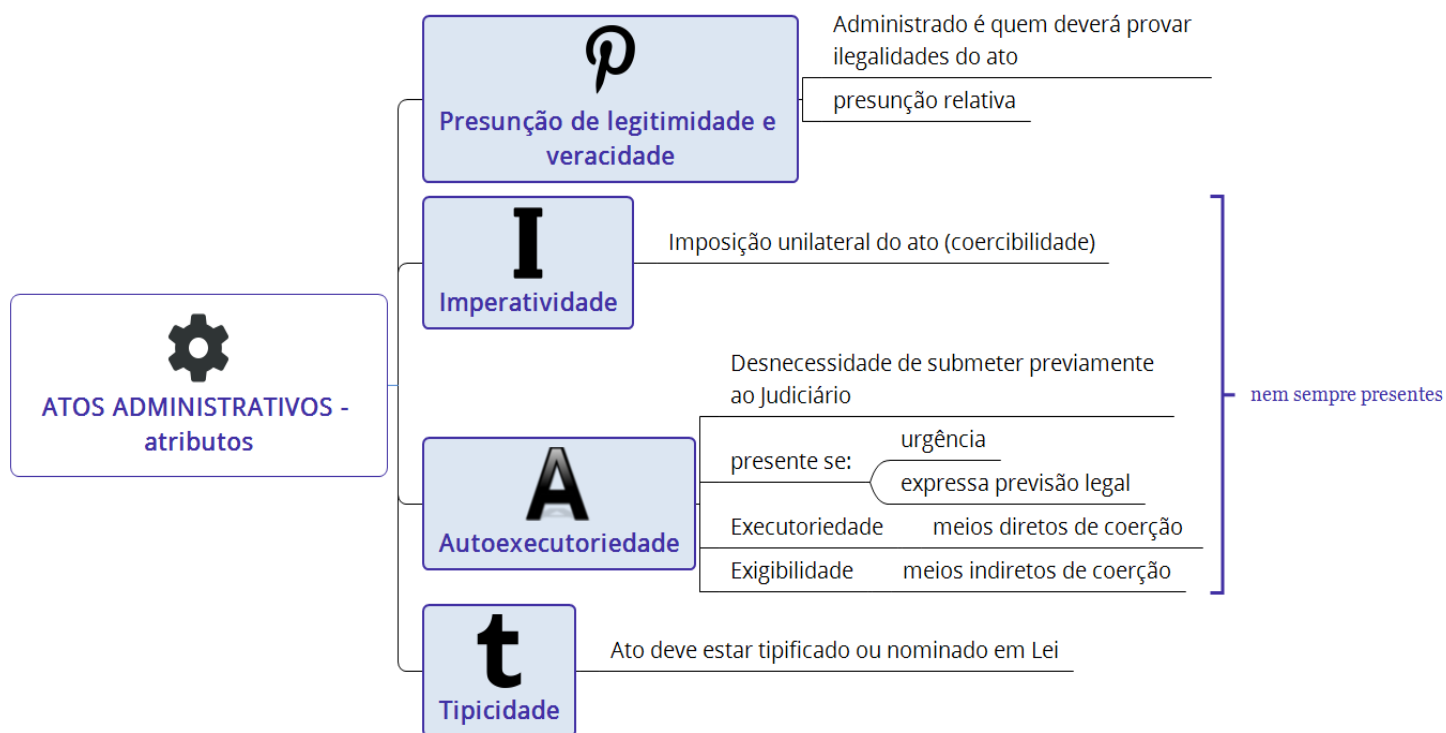 Administrado é quem deverá provar
ilegalidades do ato
presunção relativa
Presunção de legitimidade e
veracidade
I
Imperatividade
Imposição unilateral do ato (coercibilidade)
ATOS ADMINISTRATIVOS -
atributos
Desnecessidade de submeter previamente
ao Judiciário
presente se:
urgência
expressa previsão legal
A
Autoexecutoriedade
Executoriedade meios diretos de coerção
Exigibilidade meios indiretos de coerção
nem sempre presentes
t
Tipicidade
Ato deve estar tipificado ou nominado em Lei